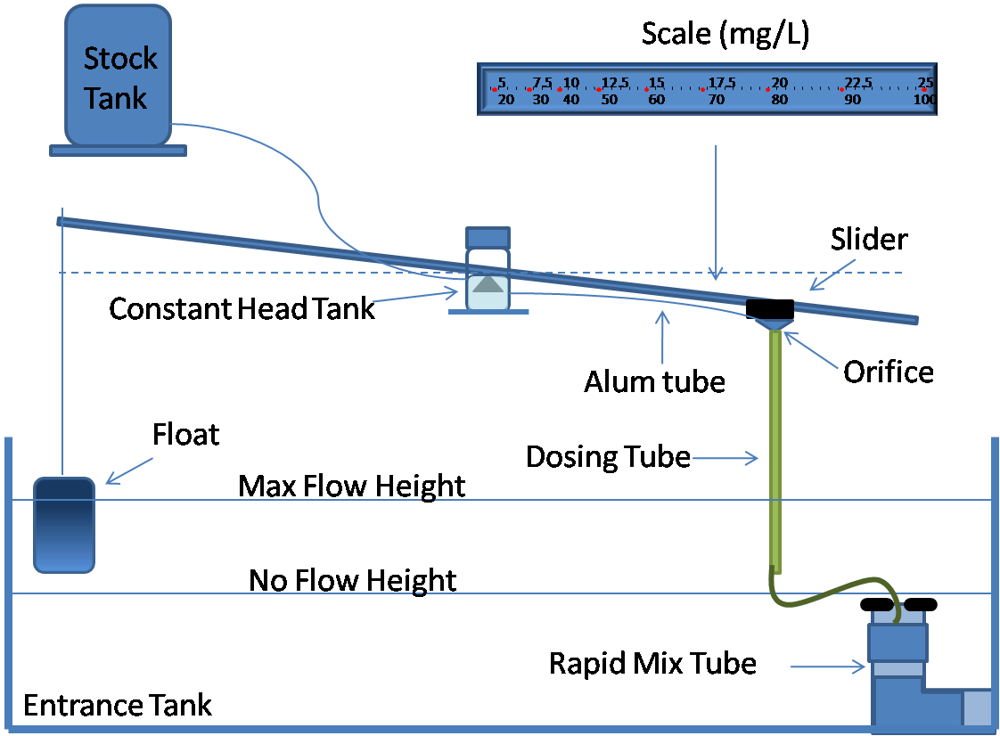 Stock
Tank
Scale (mg/L)
5 7.5 10 12.5 15 17.5 20 22.5 25
20 30 40 50 60 70 80 90 100
Slider
Constant Head Tank
Alum tube
Orifice
Float
Dosing Tube
Max Flow Height
No Flow Height
Rapid Mix Tube
Entrance Tank